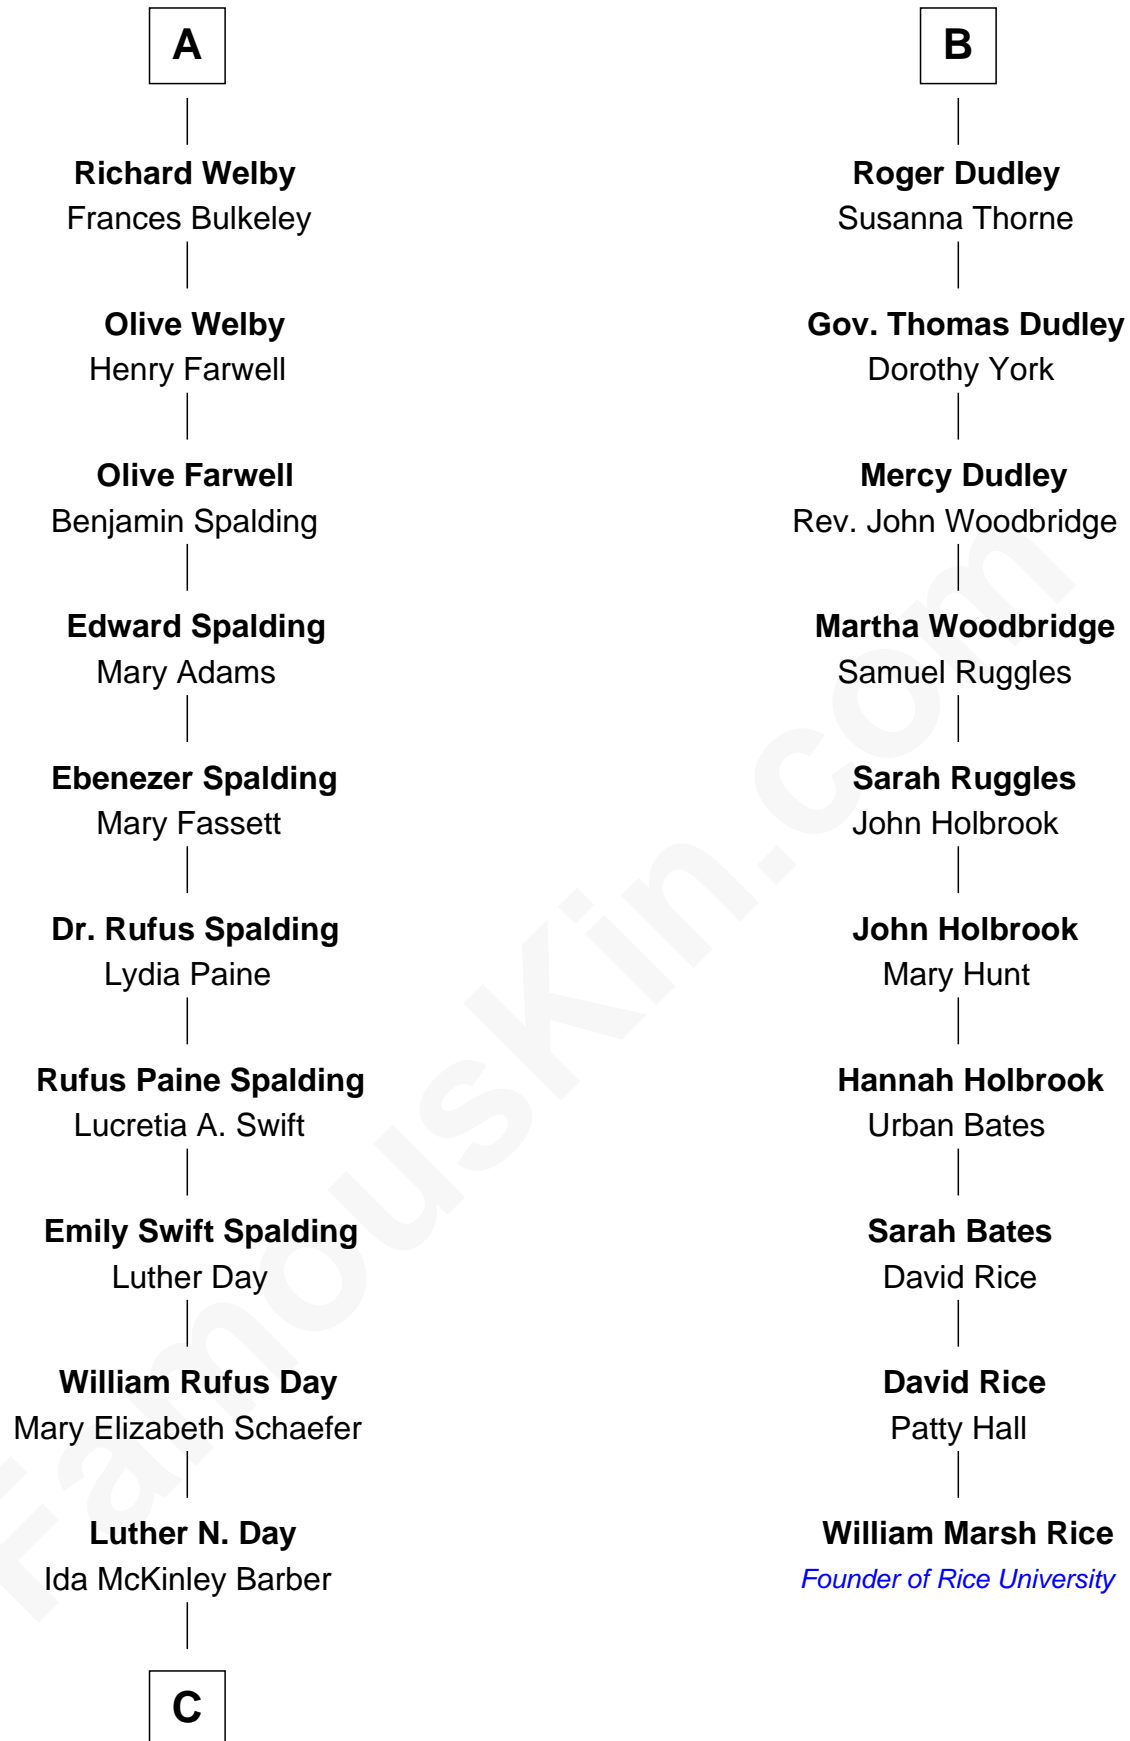 A
Richard Welby
Frances Bulkeley
Olive Welby
Henry Farwell
Olive Farwell
Benjamin Spalding
Edward Spalding
Mary Adams
Ebenezer Spalding
Mary Fassett
Dr. Rufus Spalding
Lydia Paine
Rufus Paine Spalding
Lucretia A. Swift
Emily Swift Spalding
Luther Day
William Rufus Day
Mary Elizabeth Schaefer
Luther N. Day
Ida McKinley Barber
C
B
Roger Dudley
Susanna Thorne
Gov. Thomas Dudley
Dorothy York
Mercy Dudley
Rev. John Woodbridge
Martha Woodbridge
Samuel Ruggles
Sarah Ruggles
John Holbrook
John Holbrook
Mary Hunt
Hannah Holbrook
Urban Bates
Sarah Bates
David Rice
David Rice
Patty Hall
William Marsh Rice
Founder of Rice University
FamousKin.com